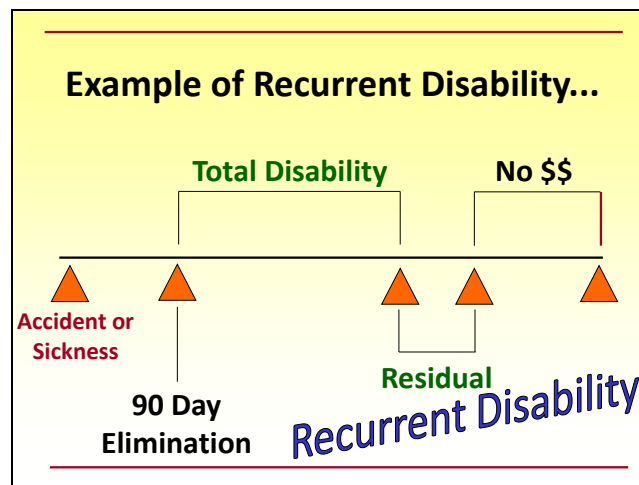 Example of Recurrent Disability...
Total Disability
No $$
Accident or
Sickness
90 Day
Elimination
Residual
Recurrent Disability